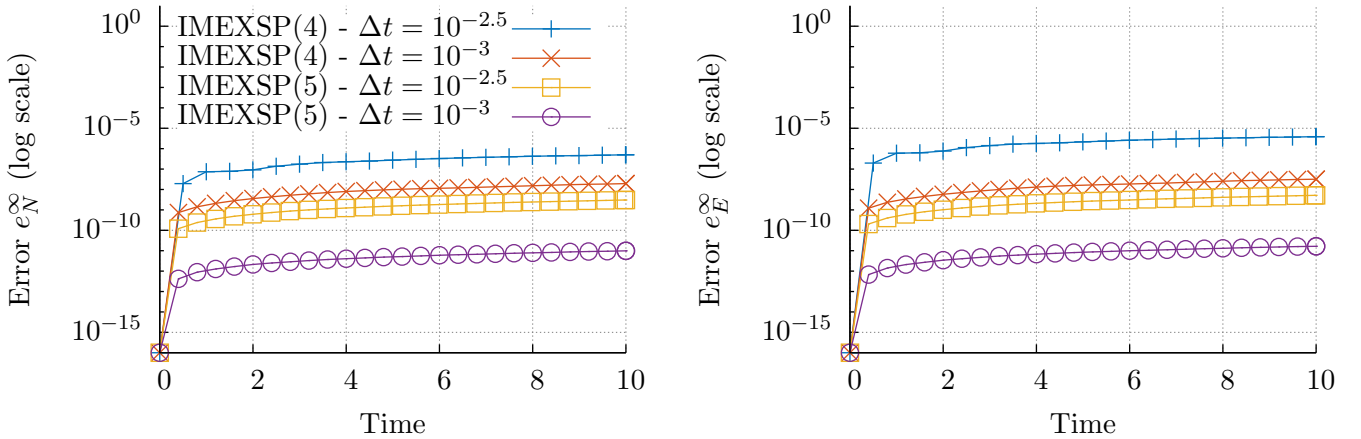 Error $e_N^\infty$ (log scale)
10^0
10^{-5}
10^{-10}
10^{-15}
IMEXSP(4) - Δt = 10^{-2.5}
IMEXSP(4) - Δt = 10^{-3}
IMEXSP(5) - Δt = 10^{-2.5}
IMEXSP(5) - Δt = 10^{-3}
0 2 4 6 8 10
Time
Error $e_E^\infty$ (log scale)
10^0
10^{-5}
10^{-10}
10^{-15}
0 2 4 6 8 10
Time